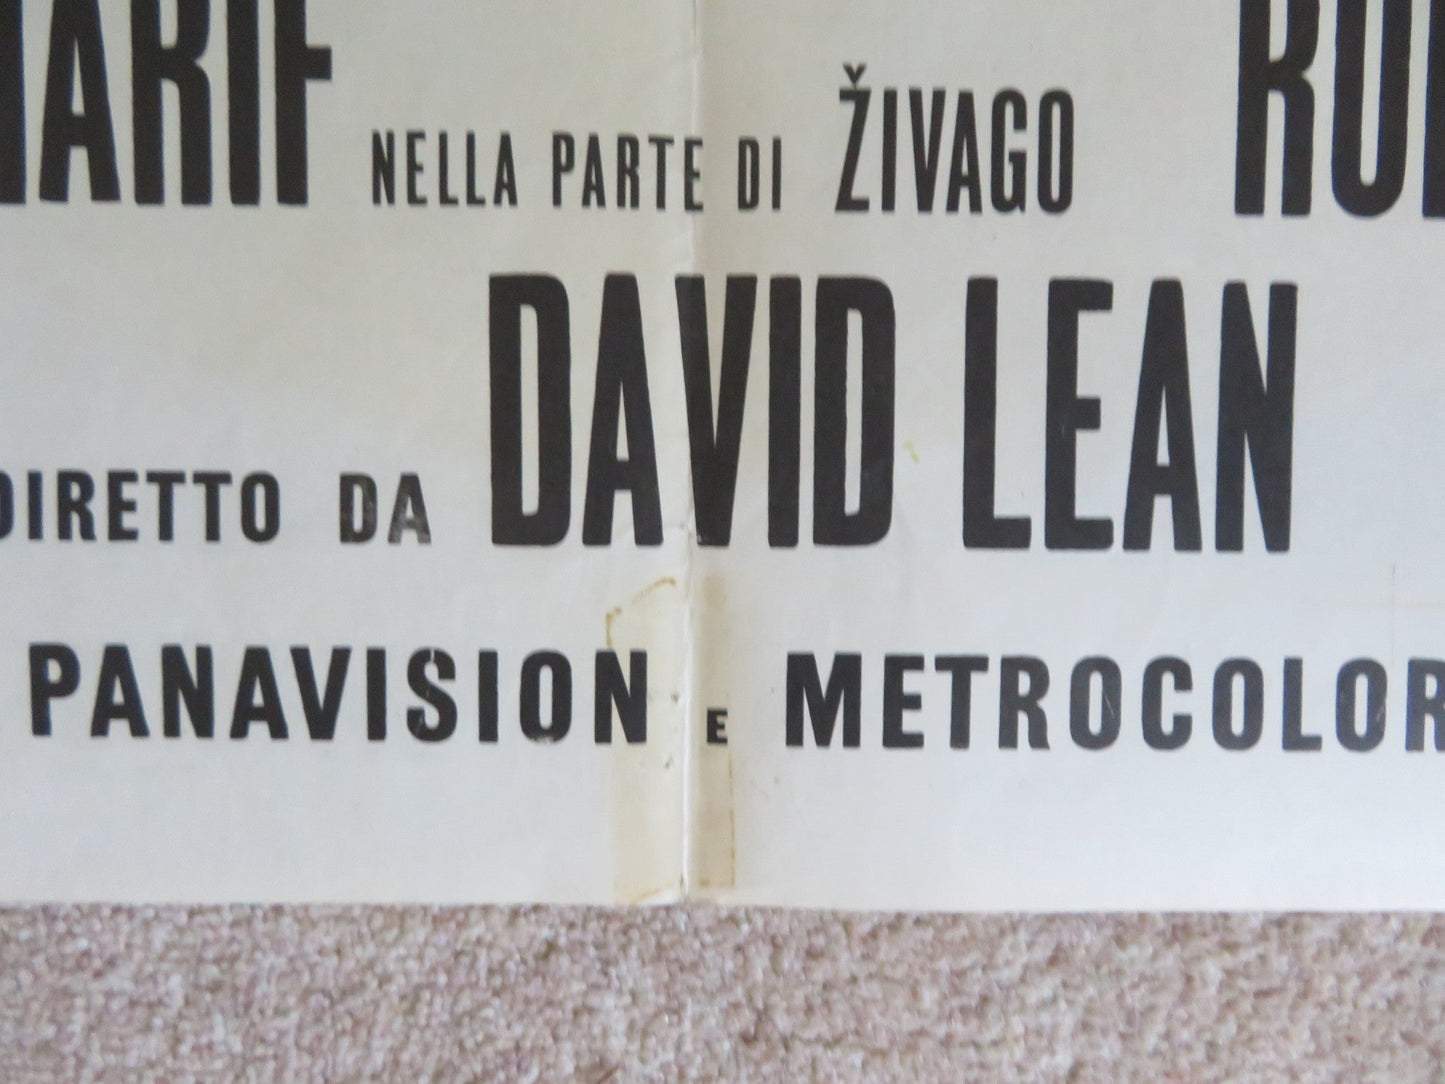 NELLA PARTE DI ŽIVAGO
DIRETTO DA DAVID LEAN
PANAVISION E METROCOLOR